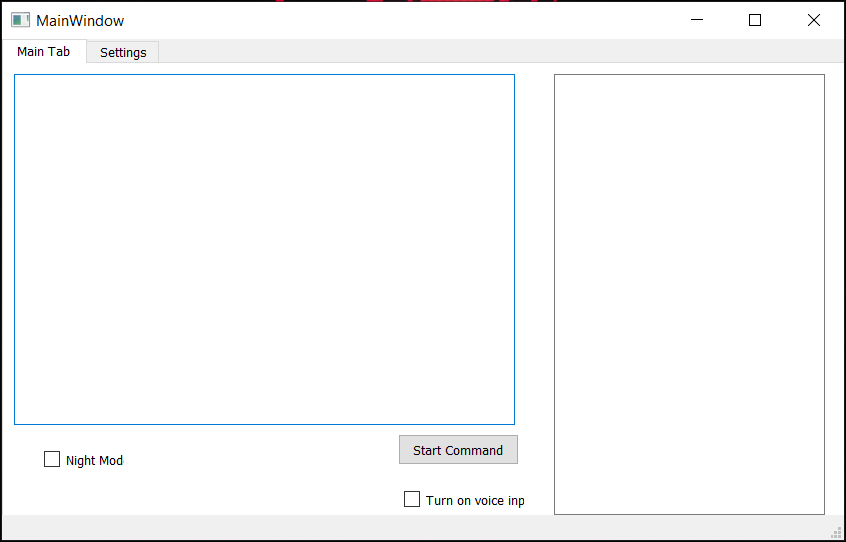 MainWindow
Main Tab
Settings
Start Command
Night Mod
Turn on voice inp